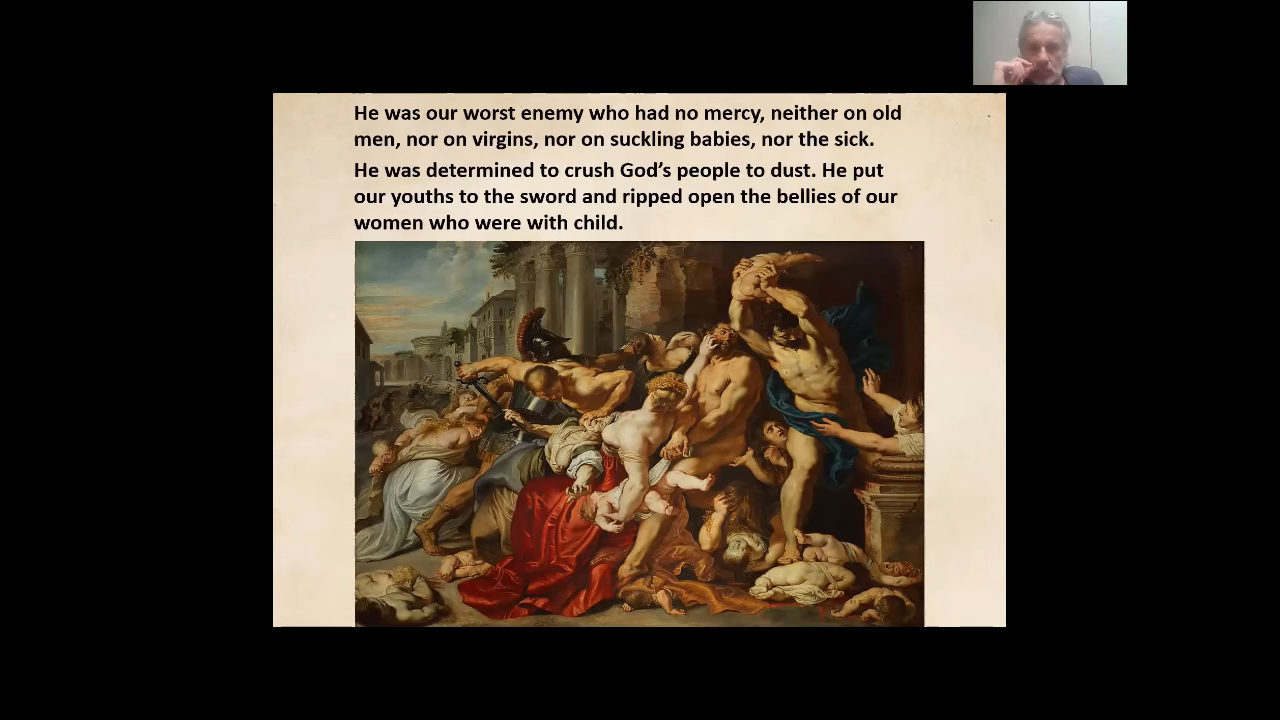 He was our worst enemy who had no mercy, neither on old
men, nor on virgins, nor on suckling babies, nor the sick.
He was determined to crush God’s people to dust. He put
our youths to the sword and ripped open the bellies of our
women who were with child.